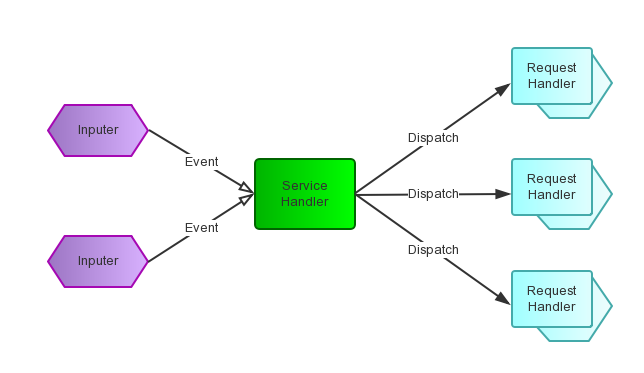 Inputer
Event
Inputer
Event
Service
Handler
Dispatch
Dispatch
Dispatch
Request
Handler
Request
Handler
Request
Handler